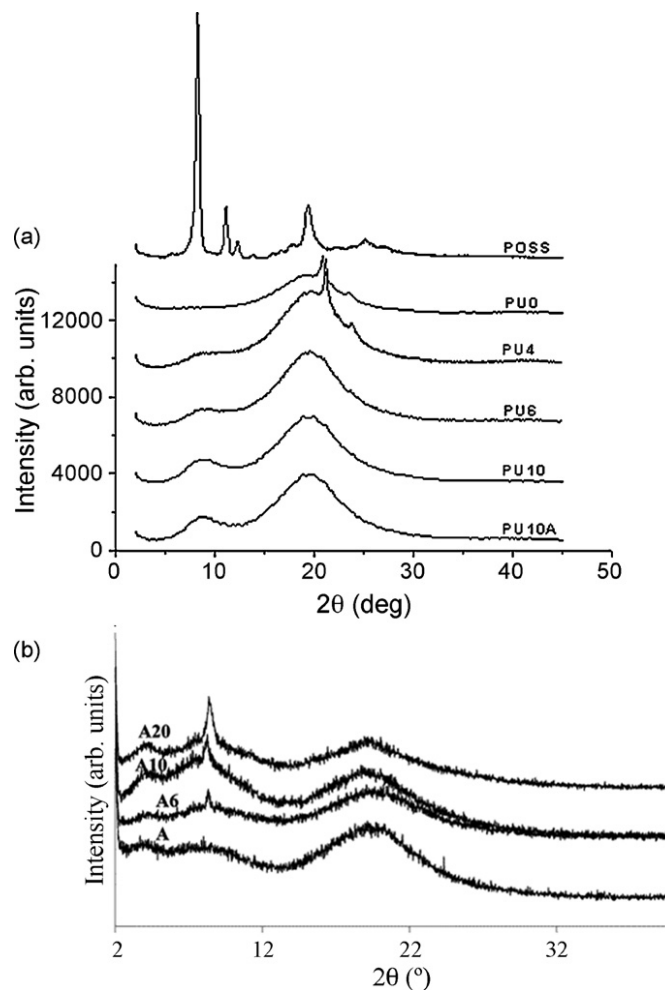 (a)
POSS
PU0
PU4
PU6
PU10
PU10A
12000
8000
4000
0
Intensity (arb. units)
0 10 20 30 40 50
2θ (deg)
(b)
A20
A10
A6
A
Intensity (arb. units)
2 12 22 32
2θ (º)